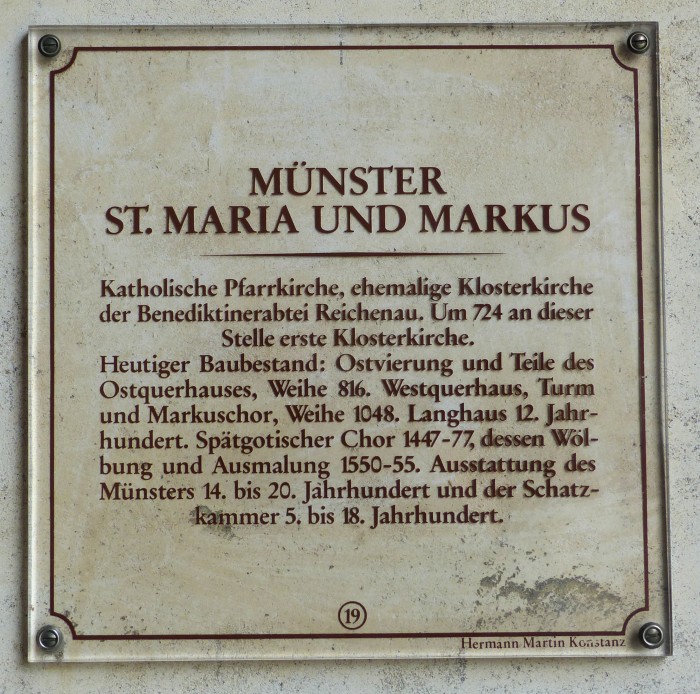 MÜNSTER
ST. MARIA UND MARKUS
Katholische Pfarrkirche, ehemalige Klosterkirche
der Benediktinerabtei Reichenau. Um 724 an dieser
Stelle erste Klosterkirche.
Heutiger Baubestand: Ostvierung und Teile des
Ostquerhauses, Weihe 816. Westquerhaus, Turm
und Markuschor, Weihe 1048. Langhaus 12. Jahr-
hundert. Spätgotischer Chor 1447-77, dessen Wöl-
bung und Ausmalung 1550-55. Ausstattung des
Münsters 14. bis 20. Jahrhundert und der Schatz-
kammer 5. bis 18. Jahrhundert.
19
Hermann Martin Konstanz